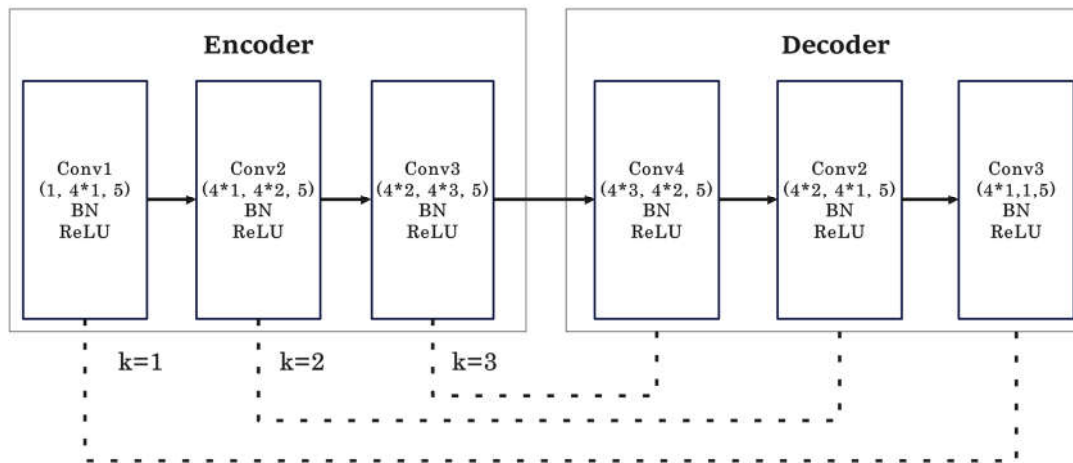 Encoder
Decoder
Conv1
(1, 4*1, 5)
BN
ReLU
Conv2
(4*1, 4*2, 5)
BN
ReLU
Conv3
(4*2, 4*3, 5)
BN
ReLU
Conv4
(4*3, 4*2, 5)
BN
ReLU
Conv2
(4*2, 4*1, 5)
BN
ReLU
Conv3
(4*1,1,5)
BN
ReLU
k=1
k=2
k=3